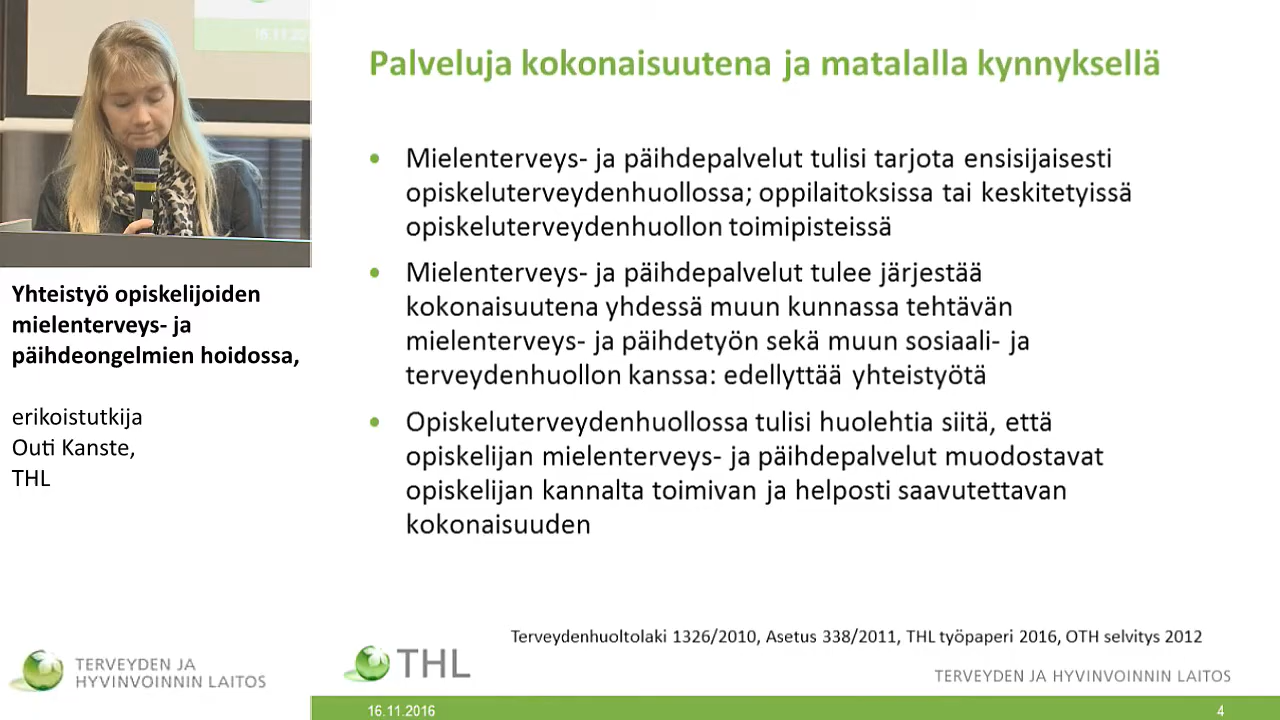 16.11.20
Yhteistyö opiskelijoiden
mielenterveys- ja
päihdeongelmien hoidossa,
erikoistutkija
Outi Kanste,
THL
TERVEYDEN JA
HYVINVOINNIN LAITOS
Palveluja kokonaisuutena ja matalalla kynnyksellä
• Mielenterveys- ja päihdepalvelut tulisi tarjota ensisijaisesti
opiskeluterveydenhuollossa; oppilaitoksissa tai keskitetyissä
opiskeluterveydenhuollon toimipisteissä
• Mielenterveys- ja päihdepalvelut tulee järjestää
kokonaisuutena yhdessä muun kunnassa tehtävän
mielenterveys- ja päihdetyön sekä muun sosiaali- ja
terveydenhuollon kanssa: edellyttää yhteistyötä
• Opiskeluterveydenhuollossa tulisi huolehtia siitä, että
opiskelijan mielenterveys- ja päihdepalvelut muodostavat
opiskelijan kannalta toimivan ja helposti saavutettavan
kokonaisuuden
Terveydenhuoltolaki 1326/2010, Asetus 338/2011, THL työpaperi 2016, OTH selvitys 2012
THL
TERVEYDEN JA HYVINVOINNIN LAITOS
16.11.2016
4